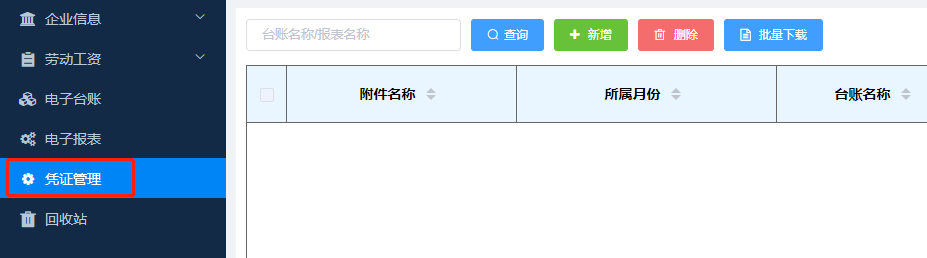 企业信息
劳动工资
电子台账
电子报表
凭证管理
回收站
台账名称/报表名称 查询 新增 删除 批量下载
附件名称 所属月份 台账名称